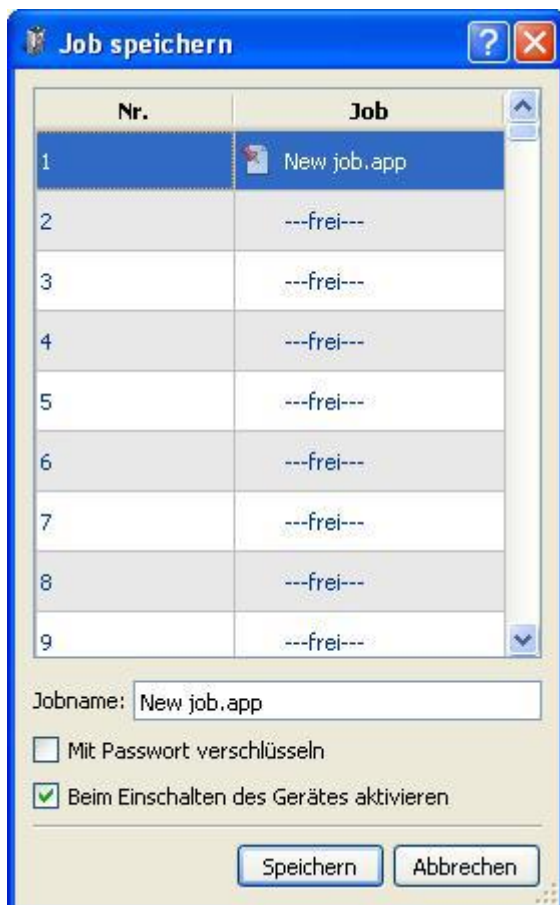 Job speichern
Nr. Job
1 New job.app
2 ---frei---
3 ---frei---
4 ---frei---
5 ---frei---
6 ---frei---
7 ---frei---
8 ---frei---
9 ---frei---
Jobname: New job.app
Mit Passwort verschlüsseln
Beim Einschalten des Gerätes aktivieren
Speichern Abbrechen